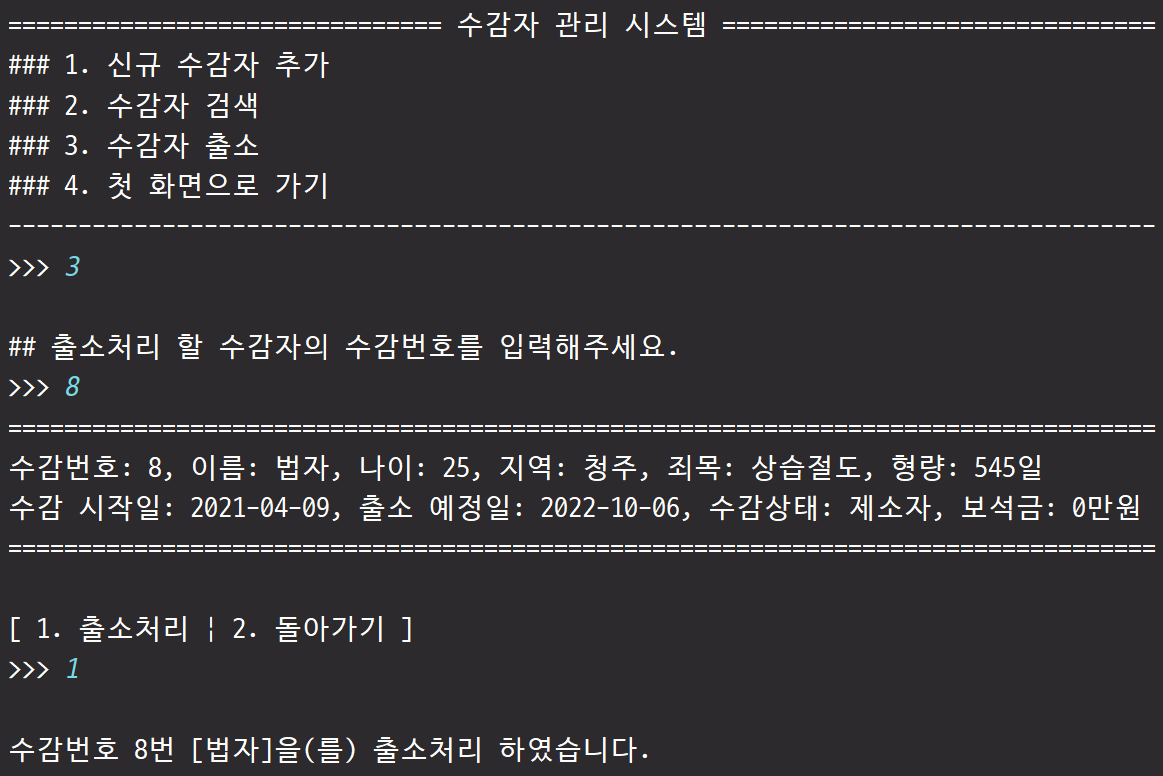 =============================== 수감자 관리 시스템 ===============================
### 1. 신규 수감자 추가
### 2. 수감자 검색
### 3. 수감자 출소
### 4. 첫 화면으로 가기
----------------------------------------------------------------------------------
>>> 3
## 출소처리 할 수감자의 수감번호를 입력해주세요.
>>> 8
==================================================================================
수감번호: 8, 이름: 법자, 나이: 25, 지역: 청주, 죄목: 상습절도, 형량: 545일
수감 시작일: 2021-04-09, 출소 예정일: 2022-10-06, 수감상태: 제소자, 보석금: 0만원
==================================================================================
[ 1. 출소처리 ¦ 2. 돌아가기 ]
>>> 1
수감번호 8번 [법자]을(를) 출소처리 하였습니다.